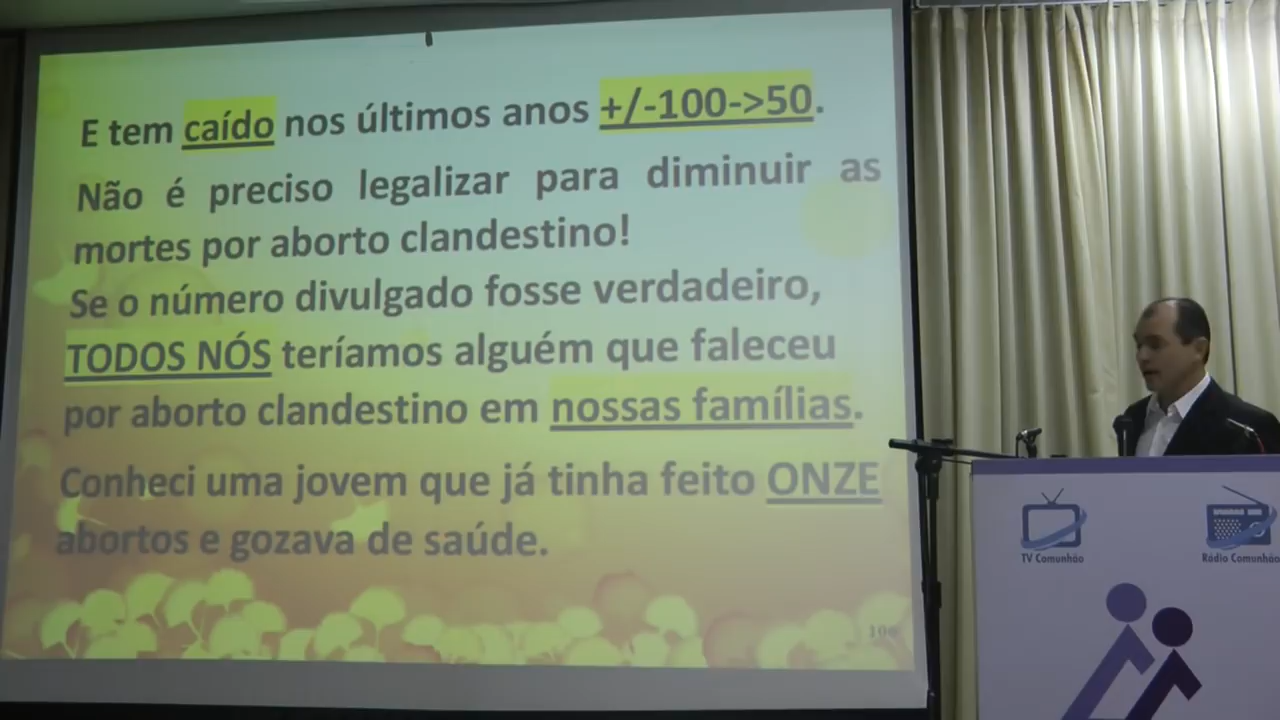 E tem caído nos últimos anos +/-100->50.
Não é preciso legalizar para diminuir as
mortes por aborto clandestino!
Se o número divulgado fosse verdadeiro,
TODOS NÓS teríamos alguém que faleceu
por aborto clandestino em nossas famílias.
Conheci uma jovem que já tinha feito ONZE
abortos e gozava de saúde.
TV Comunhão
Rádio Comunhão